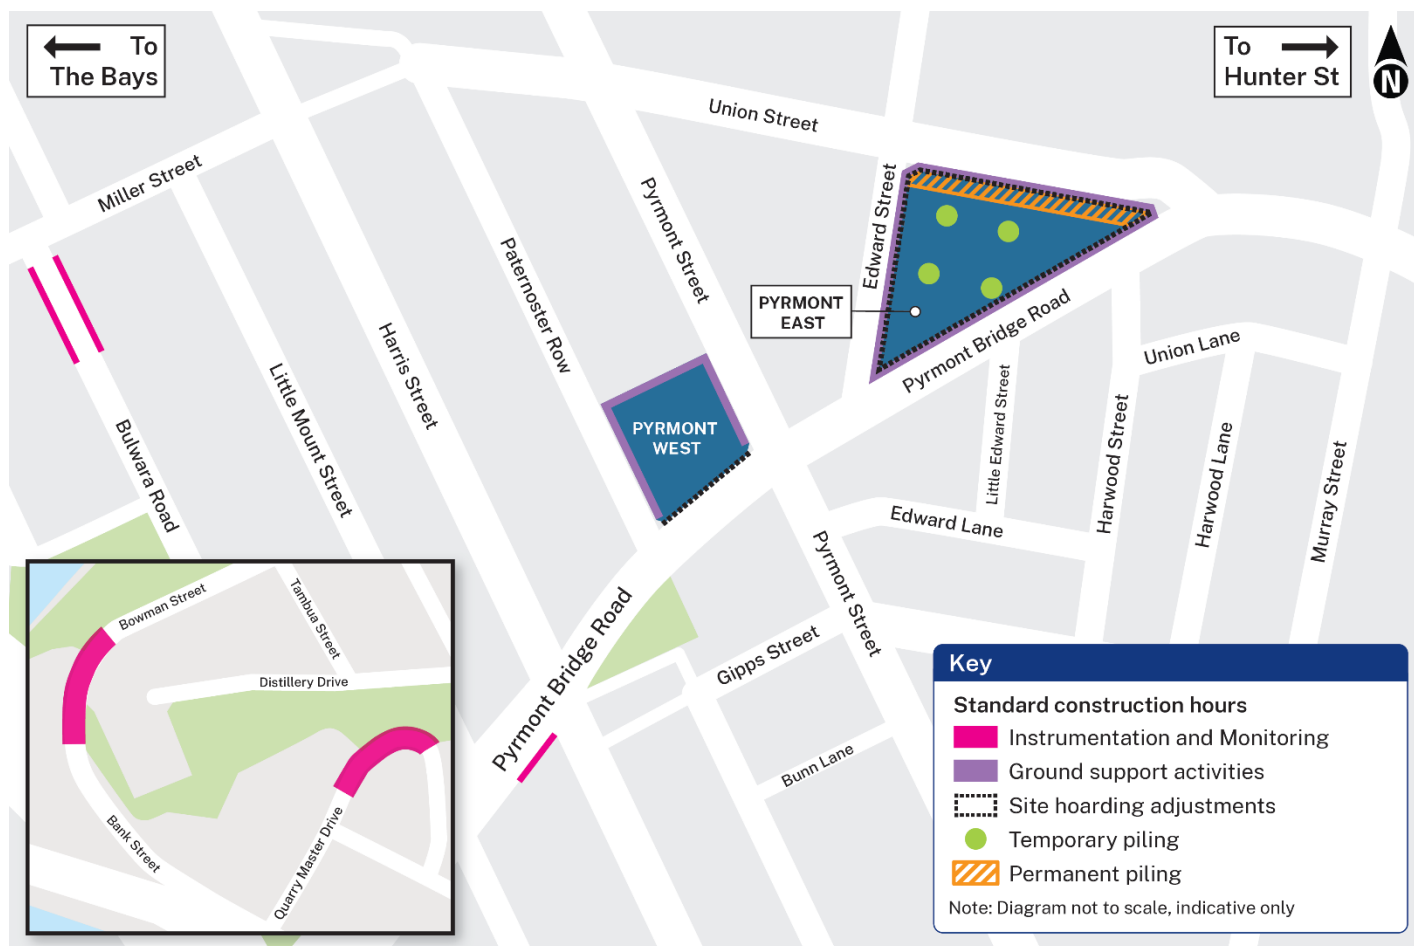 To
The Bays
To
Hunter St
N
Union Street
Miller Street
Edward Street
Pyrmont Street
Paternoster Row
PYRMONT
EAST
Pyrmont Bridge Road
Union Lane
Harris Street
Little Mount Street
Little Edward Street
Harwood Street
Harwood Lane
Murray Street
PYRMONT
WEST
Bulwara Road
Edward Lane
Pyrmont Street
Pyrmont Bridge Road
Gipps Street
Bunn Lane
Bowman Street
Tambua Street
Distillery Drive
Bank Street
Quarry Master Drive
Key
Standard construction hours
Instrumentation and Monitoring
Ground support activities
Site hoarding adjustments
Temporary piling
Permanent piling
Note: Diagram not to scale, indicative only